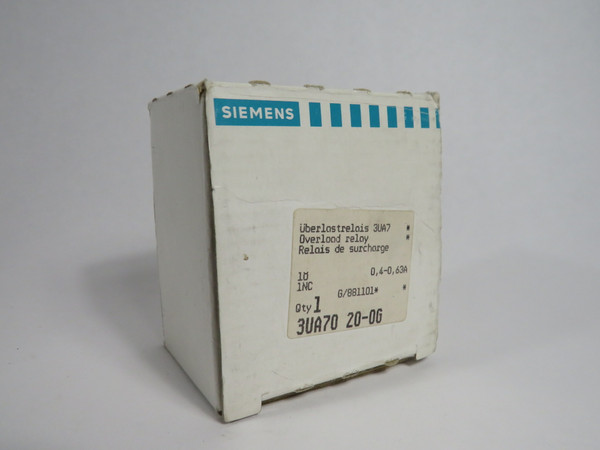 SIEMENS
Überlastrelais 3UA7 *
Overload relay *
Relais de surcharge
1Ö 0,4-0,63A
1NC G/881101* *
Qty 1
3UA70 20-0G